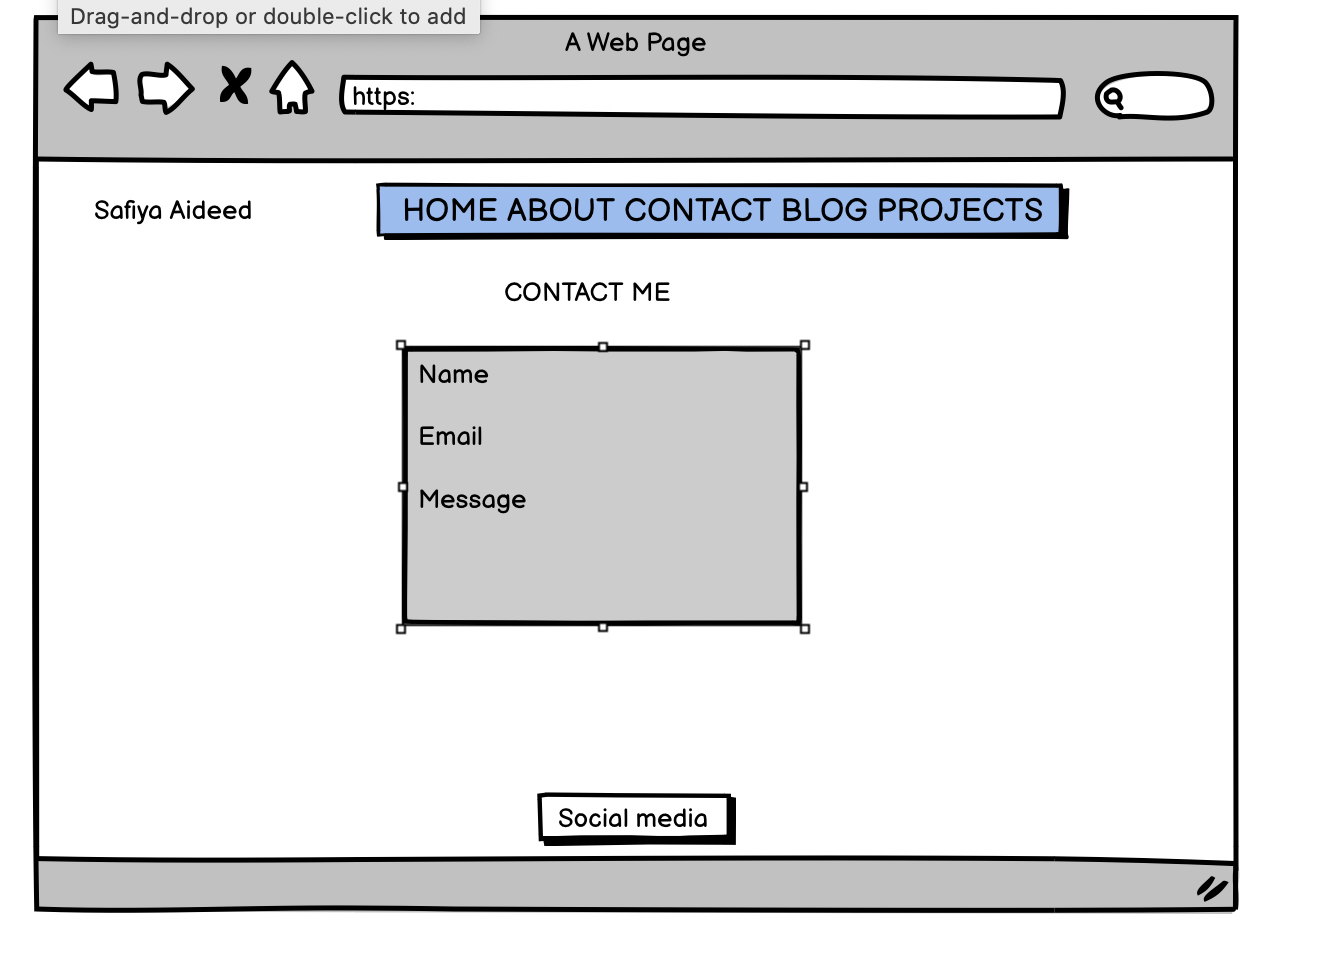 Drag-and-drop or double-click to add
A Web Page
https:
Safiya Aideed
HOME ABOUT CONTACT BLOG PROJECTS
CONTACT ME
Name
Email
Message
Social media